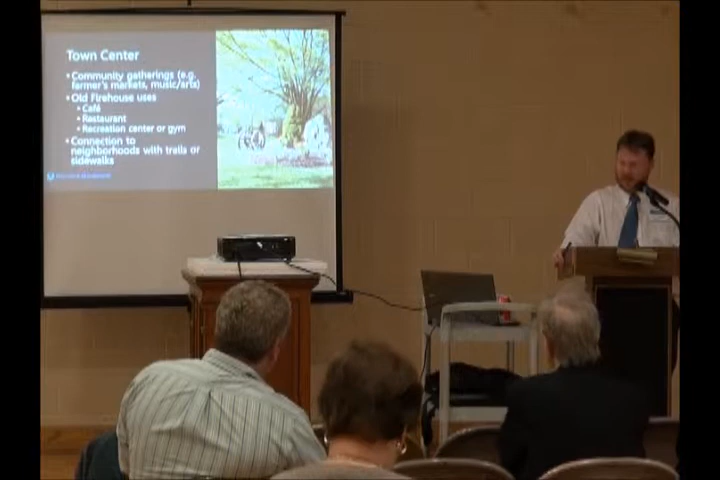 Town Center
• Community gatherings (e.g.
farmer's markets, music/arts)
• Old Firehouse uses
• Café
• Restaurant
• Recreation center or gym
• Connection to
neighborhoods with trails or
sidewalks